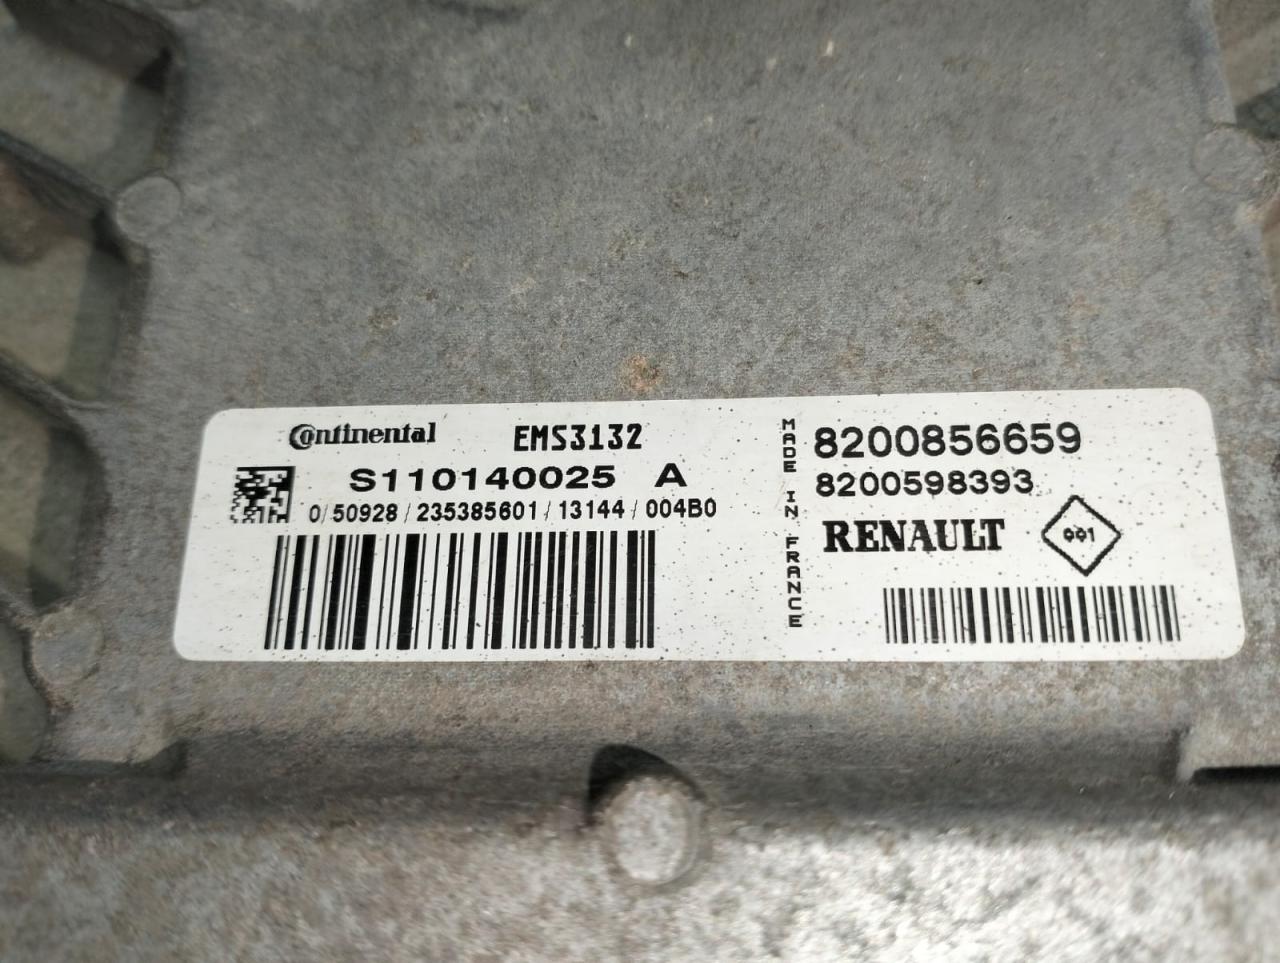 Continental EMS3132
S110140025 A
0/50928/235385601/13144/004B0
MADE IN FRANCE
8200856659
8200598393
RENAULT
001